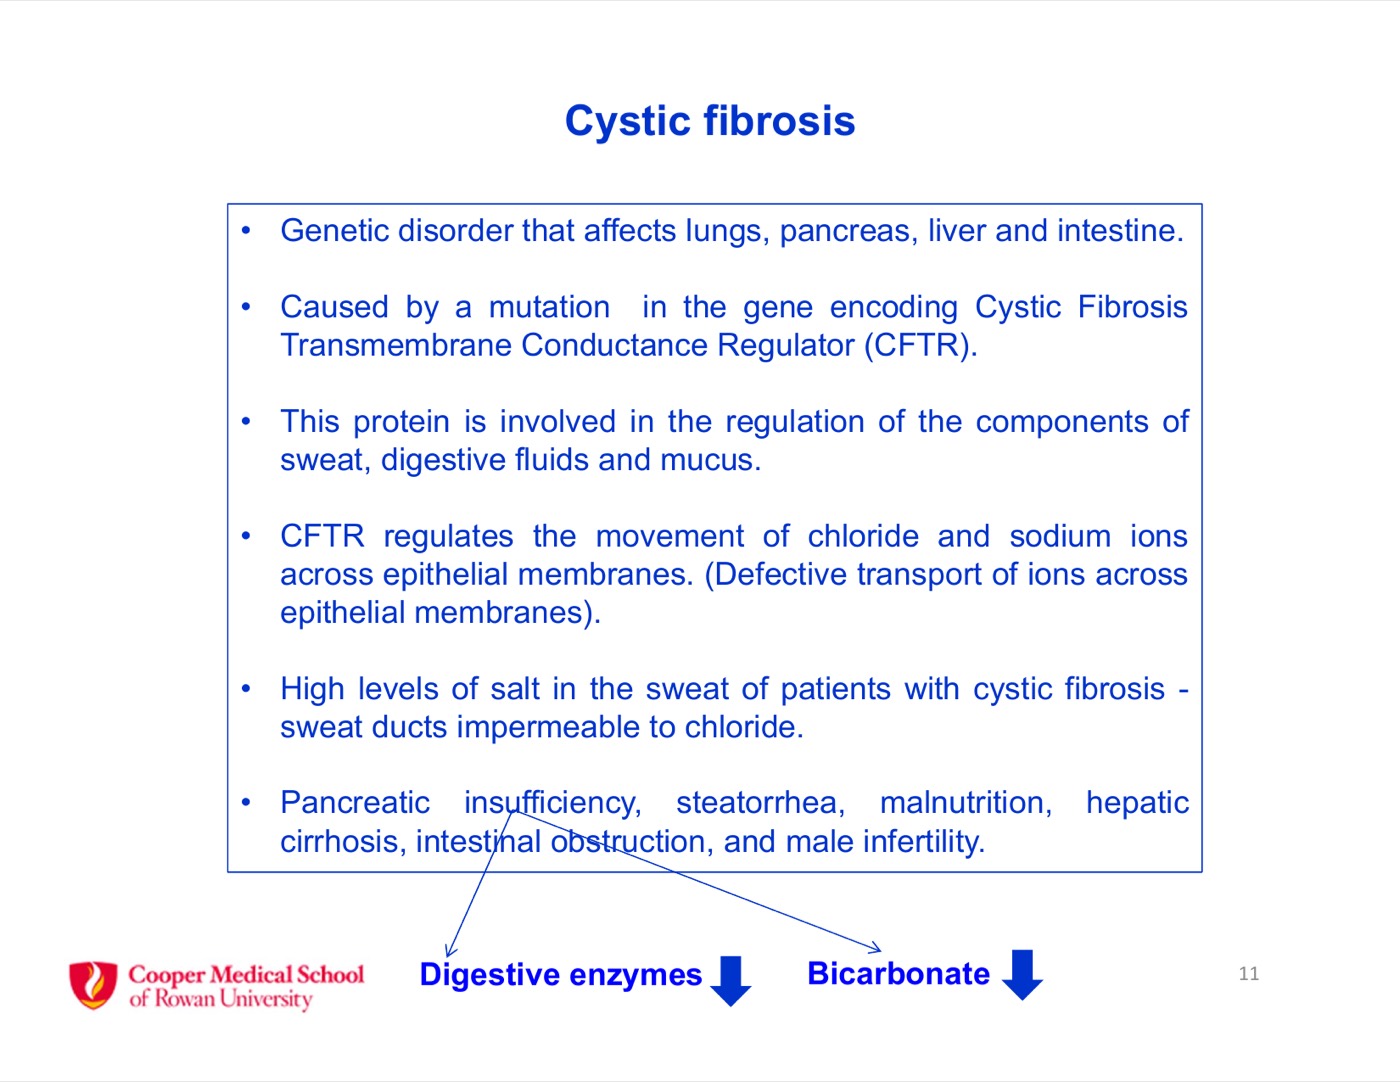 Cystic fibrosis
• Genetic disorder that affects lungs, pancreas, liver and intestine.
• Caused by a mutation in the gene encoding Cystic Fibrosis
Transmembrane Conductance Regulator (CFTR).
• This protein is involved in the regulation of the components of
sweat, digestive fluids and mucus.
• CFTR regulates the movement of chloride and sodium ions
across epithelial membranes. (Defective transport of ions across
epithelial membranes).
• High levels of salt in the sweat of patients with cystic fibrosis -
sweat ducts impermeable to chloride.
• Pancreatic insufficiency, steatorrhea, malnutrition, hepatic
cirrhosis, intestinal obstruction, and male infertility.
Digestive enzymes
Bicarbonate
Cooper Medical School
of Rowan University
11